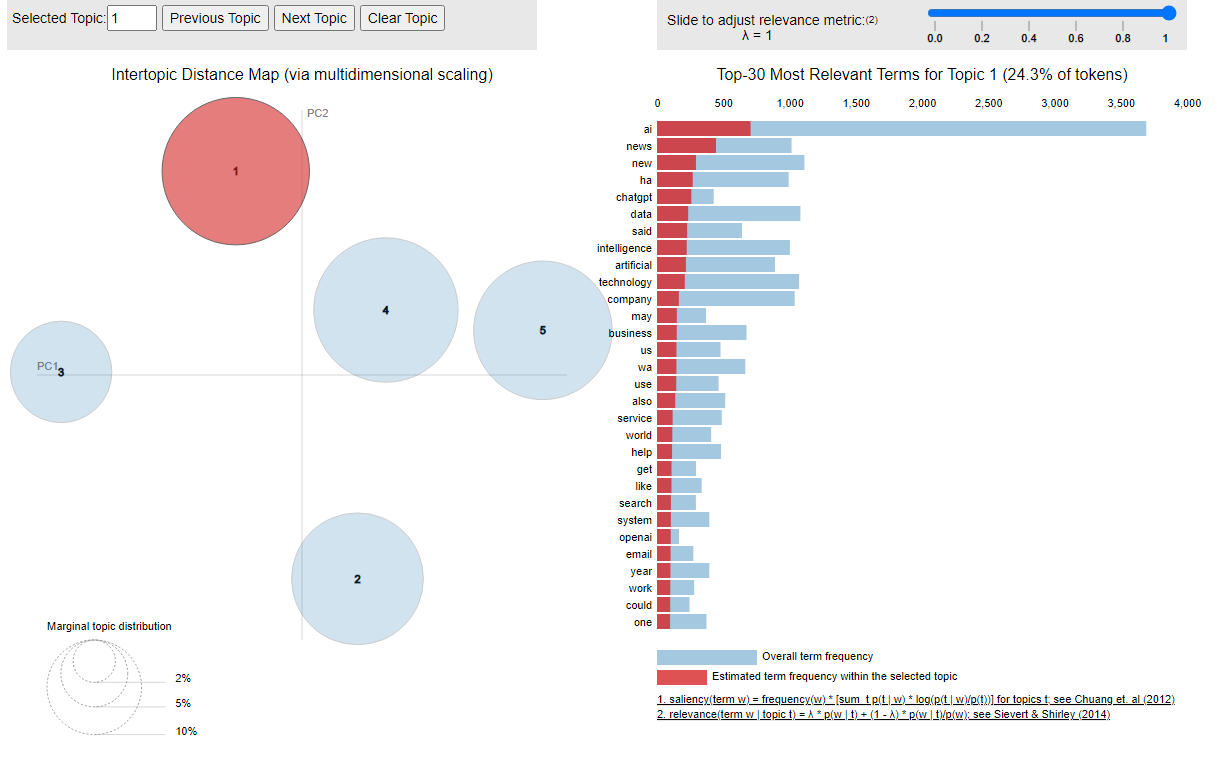 Selected Topic: 1 Previous Topic Next Topic Clear Topic
Slide to adjust relevance metric:(2)
λ = 1
0.0 0.2 0.4 0.6 0.8 1
Intertopic Distance Map (via multidimensional scaling)
PC2
1
4
5
PC1
3
2
Marginal topic distribution
2%
5%
10%
Top-30 Most Relevant Terms for Topic 1 (24.3% of tokens)
0 500 1,000 1,500 2,000 2,500 3,000 3,500 4,000
ai
news
new
ha
chatgpt
data
said
intelligence
artificial
technology
company
may
business
us
wa
use
also
service
world
help
get
like
search
system
openai
email
year
work
could
one
Overall term frequency
Estimated term frequency within the selected topic
1. saliency(term w) = frequency(w) * [sum_t p(t | w) * log(p(t | w)/p(t))] for topics t; see Chuang et. al (2012)
2. relevance(term w | topic t) = λ * p(w | t) + (1 - λ) * p(w | t)/p(w); see Sievert & Shirley (2014)